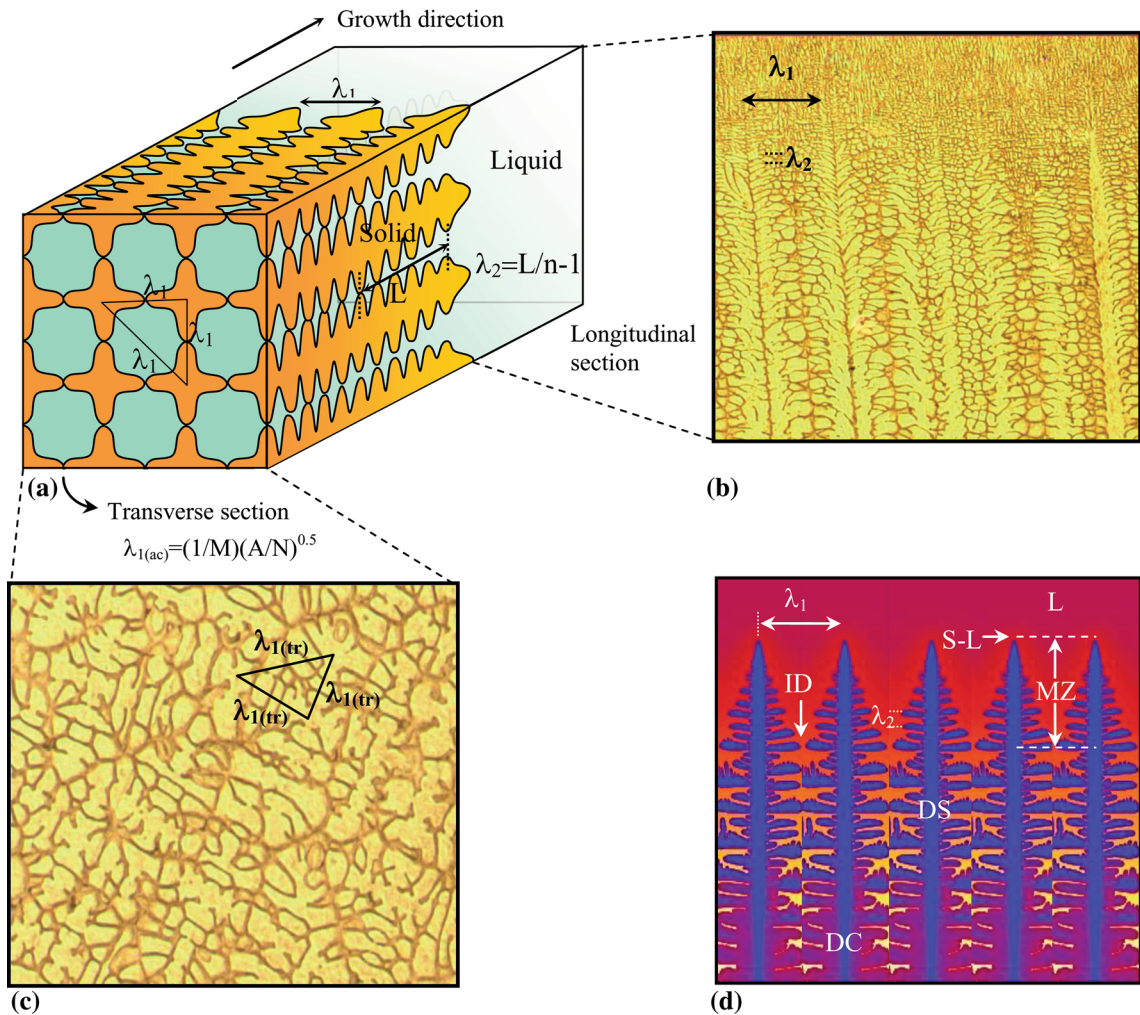 Growth direction
λ₁
Liquid
Solid
λ₂=L/n-1
L
λ₁
λ₁
λ₁
Longitudinal
section
(a)
Transverse section
λ₁₍ac₎=(1/M)(A/N)⁰·⁵
λ₁
λ₂
(b)
λ₁(tr)
λ₁(tr)
λ₁(tr)
(c)
λ₁
L
S-L
ID
MZ
λ₂
DS
DC
(d)